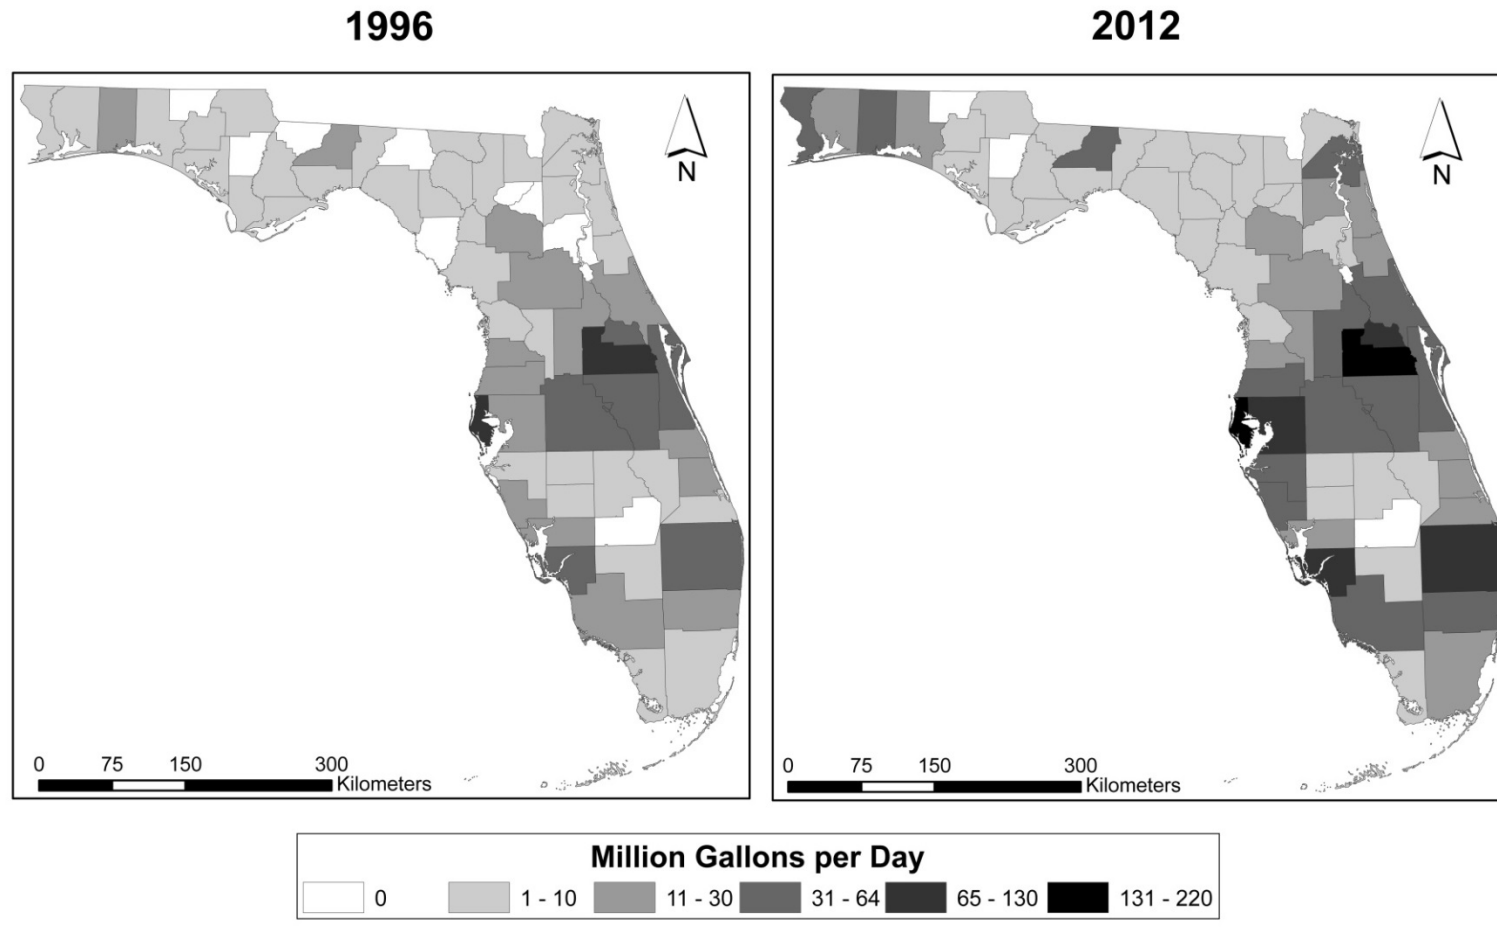 1996
2012
N
N
0 75 150 300
Kilometers
0 75 150 300
Kilometers
Million Gallons per Day
0 1 - 10 11 - 30 31 - 64 65 - 130 131 - 220